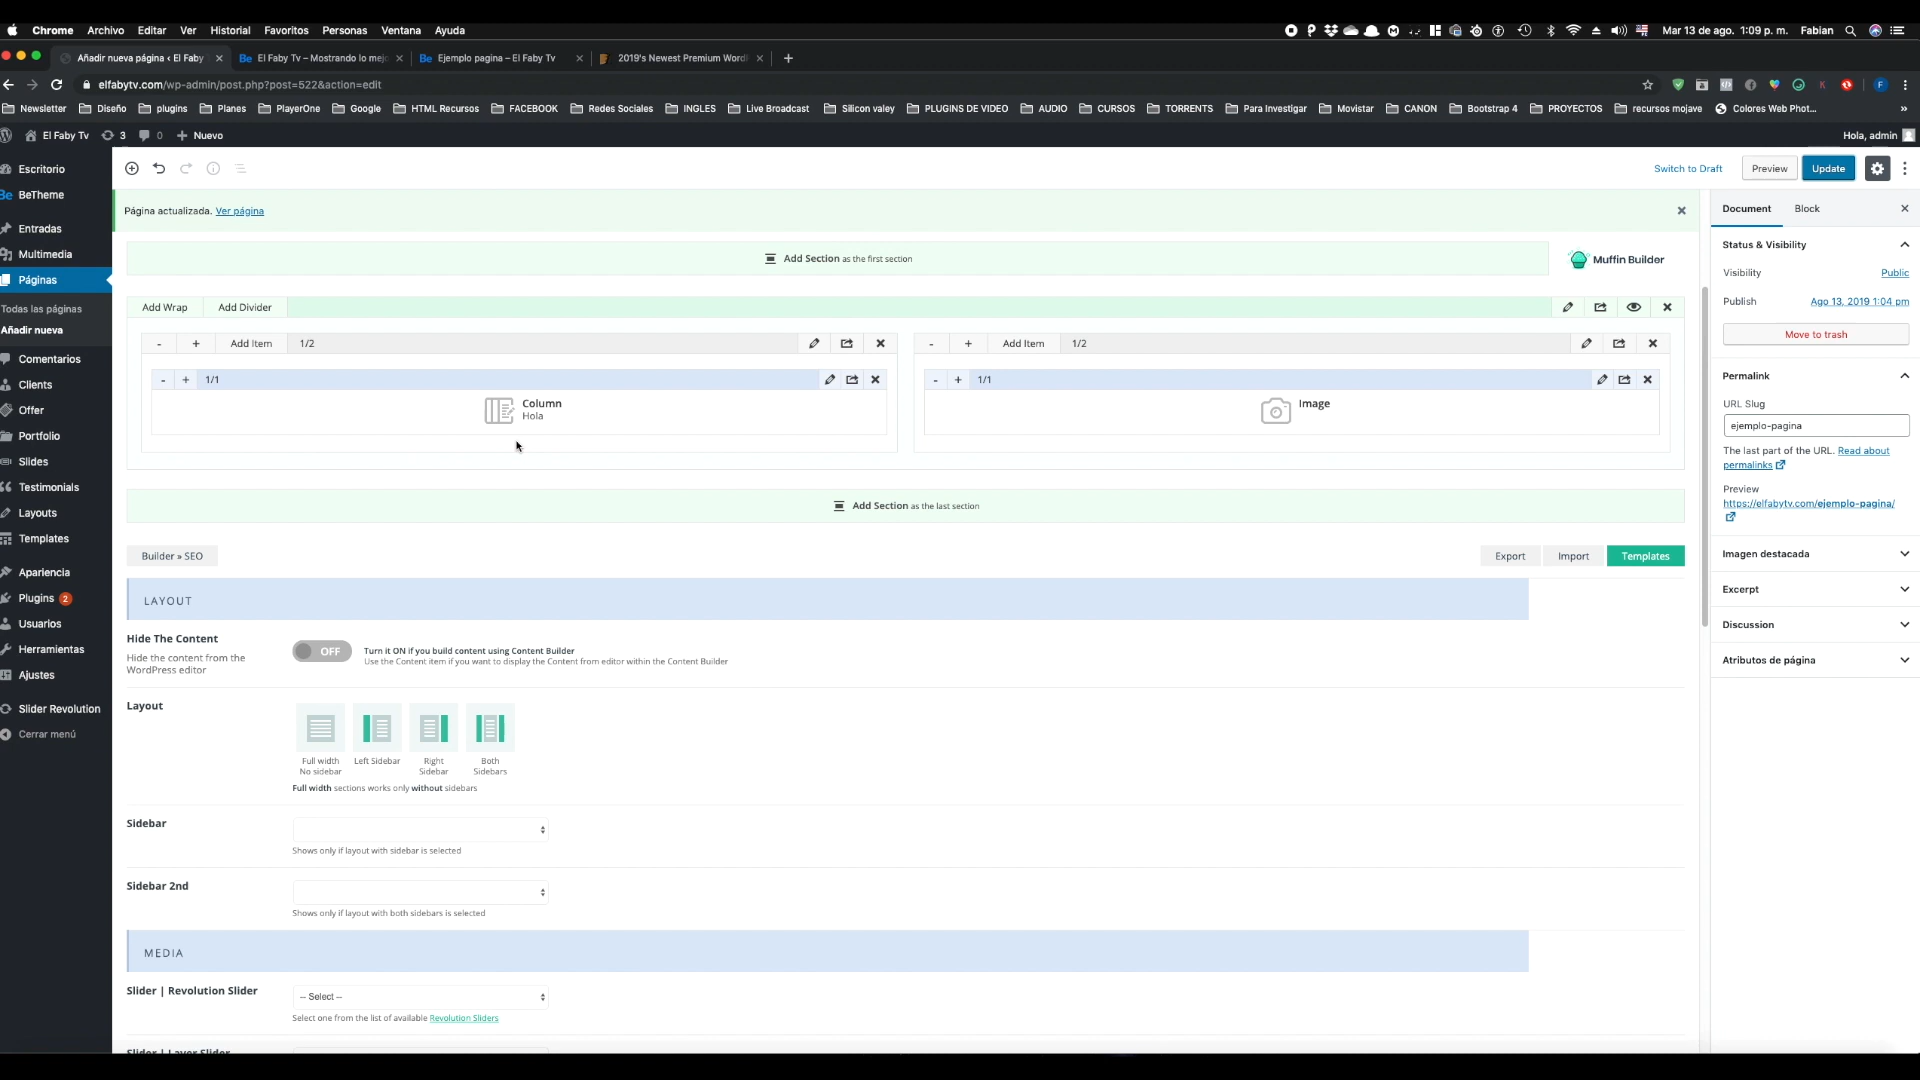 Chrome Archivo Editar Ver Historial Favoritos Personas Ventana Ayuda Mar 13 de ago. 1:09 p. m. Fabian
Añadir nueva página ‹ El Faby El Faby Tv – Mostrando lo mejo Ejemplo pagina – El Faby Tv 2019's Newest Premium Word
elfabytv.com/wp-admin/post.php?post=522&action=edit
Newsletter Diseño plugins Planes PlayerOne Google HTML Recursos FACEBOOK Redes Sociales INGLES Live Broadcast Silicon valey PLUGINS DE VIDEO AUDIO CURSOS TORRENTS Para Investigar Movistar CANON Bootstrap 4 PROYECTOS recursos mojave Colores Web Phot... »
El Faby Tv 3 0 Nuevo Hola, admin
Escritorio
BeTheme
Entradas
Multimedia
Páginas
Todas las páginas
Añadir nueva
Comentarios
Clients
Offer
Portfolio
Slides
Testimonials
Layouts
Templates
Apariencia
Plugins 2
Usuarios
Herramientas
Ajustes
Slider Revolution
Cerrar menú
Switch to Draft Preview Update
Página actualizada. Ver página
Add Section as the first section
Muffin Builder
Add Wrap Add Divider
- + Add Item 1/2
- + Add Item 1/2
- + 1/1
- + 1/1
Column
Hola
Image
Add Section as the last section
Builder » SEO Export Import Templates
LAYOUT
Hide The Content
Hide the content from the
WordPress editor
OFF
Turn it ON if you build content using Content Builder
Use the Content item if you want to display the Content from editor within the Content Builder
Layout
Full width
No sidebar
Left Sidebar
Right
Sidebar
Both
Sidebars
Full width sections works only without sidebars
Sidebar
Shows only if layout with sidebar is selected
Sidebar 2nd
Shows only if layout with both sidebars is selected
MEDIA
Slider | Revolution Slider
-- Select --
Select one from the list of available Revolution Sliders
Slider | Layer Slider
Document Block
Status & Visibility
Visibility Public
Publish Ago 13, 2019 1:04 pm
Move to trash
Permalink
URL Slug
ejemplo-pagina
The last part of the URL. Read about
permalinks
Preview
https://elfabytv.com/ejemplo-pagina/
Imagen destacada
Excerpt
Discussion
Atributos de página